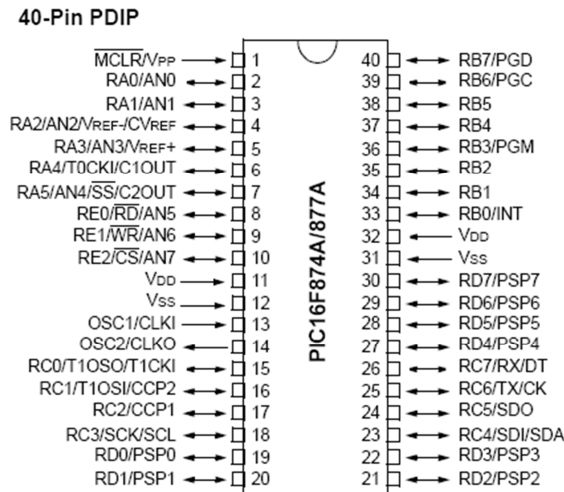 40-Pin PDIP
MCLR/VPP 1 40 RB7/PGD
RA0/AN0 2 39 RB6/PGC
RA1/AN1 3 38 RB5
RA2/AN2/VREF-/CVREF 4 37 RB4
RA3/AN3/VREF+ 5 36 RB3/PGM
RA4/T0CKI/C1OUT 6 35 RB2
RA5/AN4/SS/C2OUT 7 34 RB1
RE0/RD/AN5 8 33 RB0/INT
RE1/WR/AN6 9 32 VDD
RE2/CS/AN7 10 31 VSS
VDD 11 30 RD7/PSP7
VSS 12 29 RD6/PSP6
OSC1/CLKI 13 28 RD5/PSP5
OSC2/CLKO 14 27 RD4/PSP4
RC0/T1OSO/T1CKI 15 26 RC7/RX/DT
RC1/T1OSI/CCP2 16 25 RC6/TX/CK
RC2/CCP1 17 24 RC5/SDO
RC3/SCK/SCL 18 23 RC4/SDI/SDA
RD0/PSP0 19 22 RD3/PSP3
RD1/PSP1 20 21 RD2/PSP2
PIC16F874A/877A